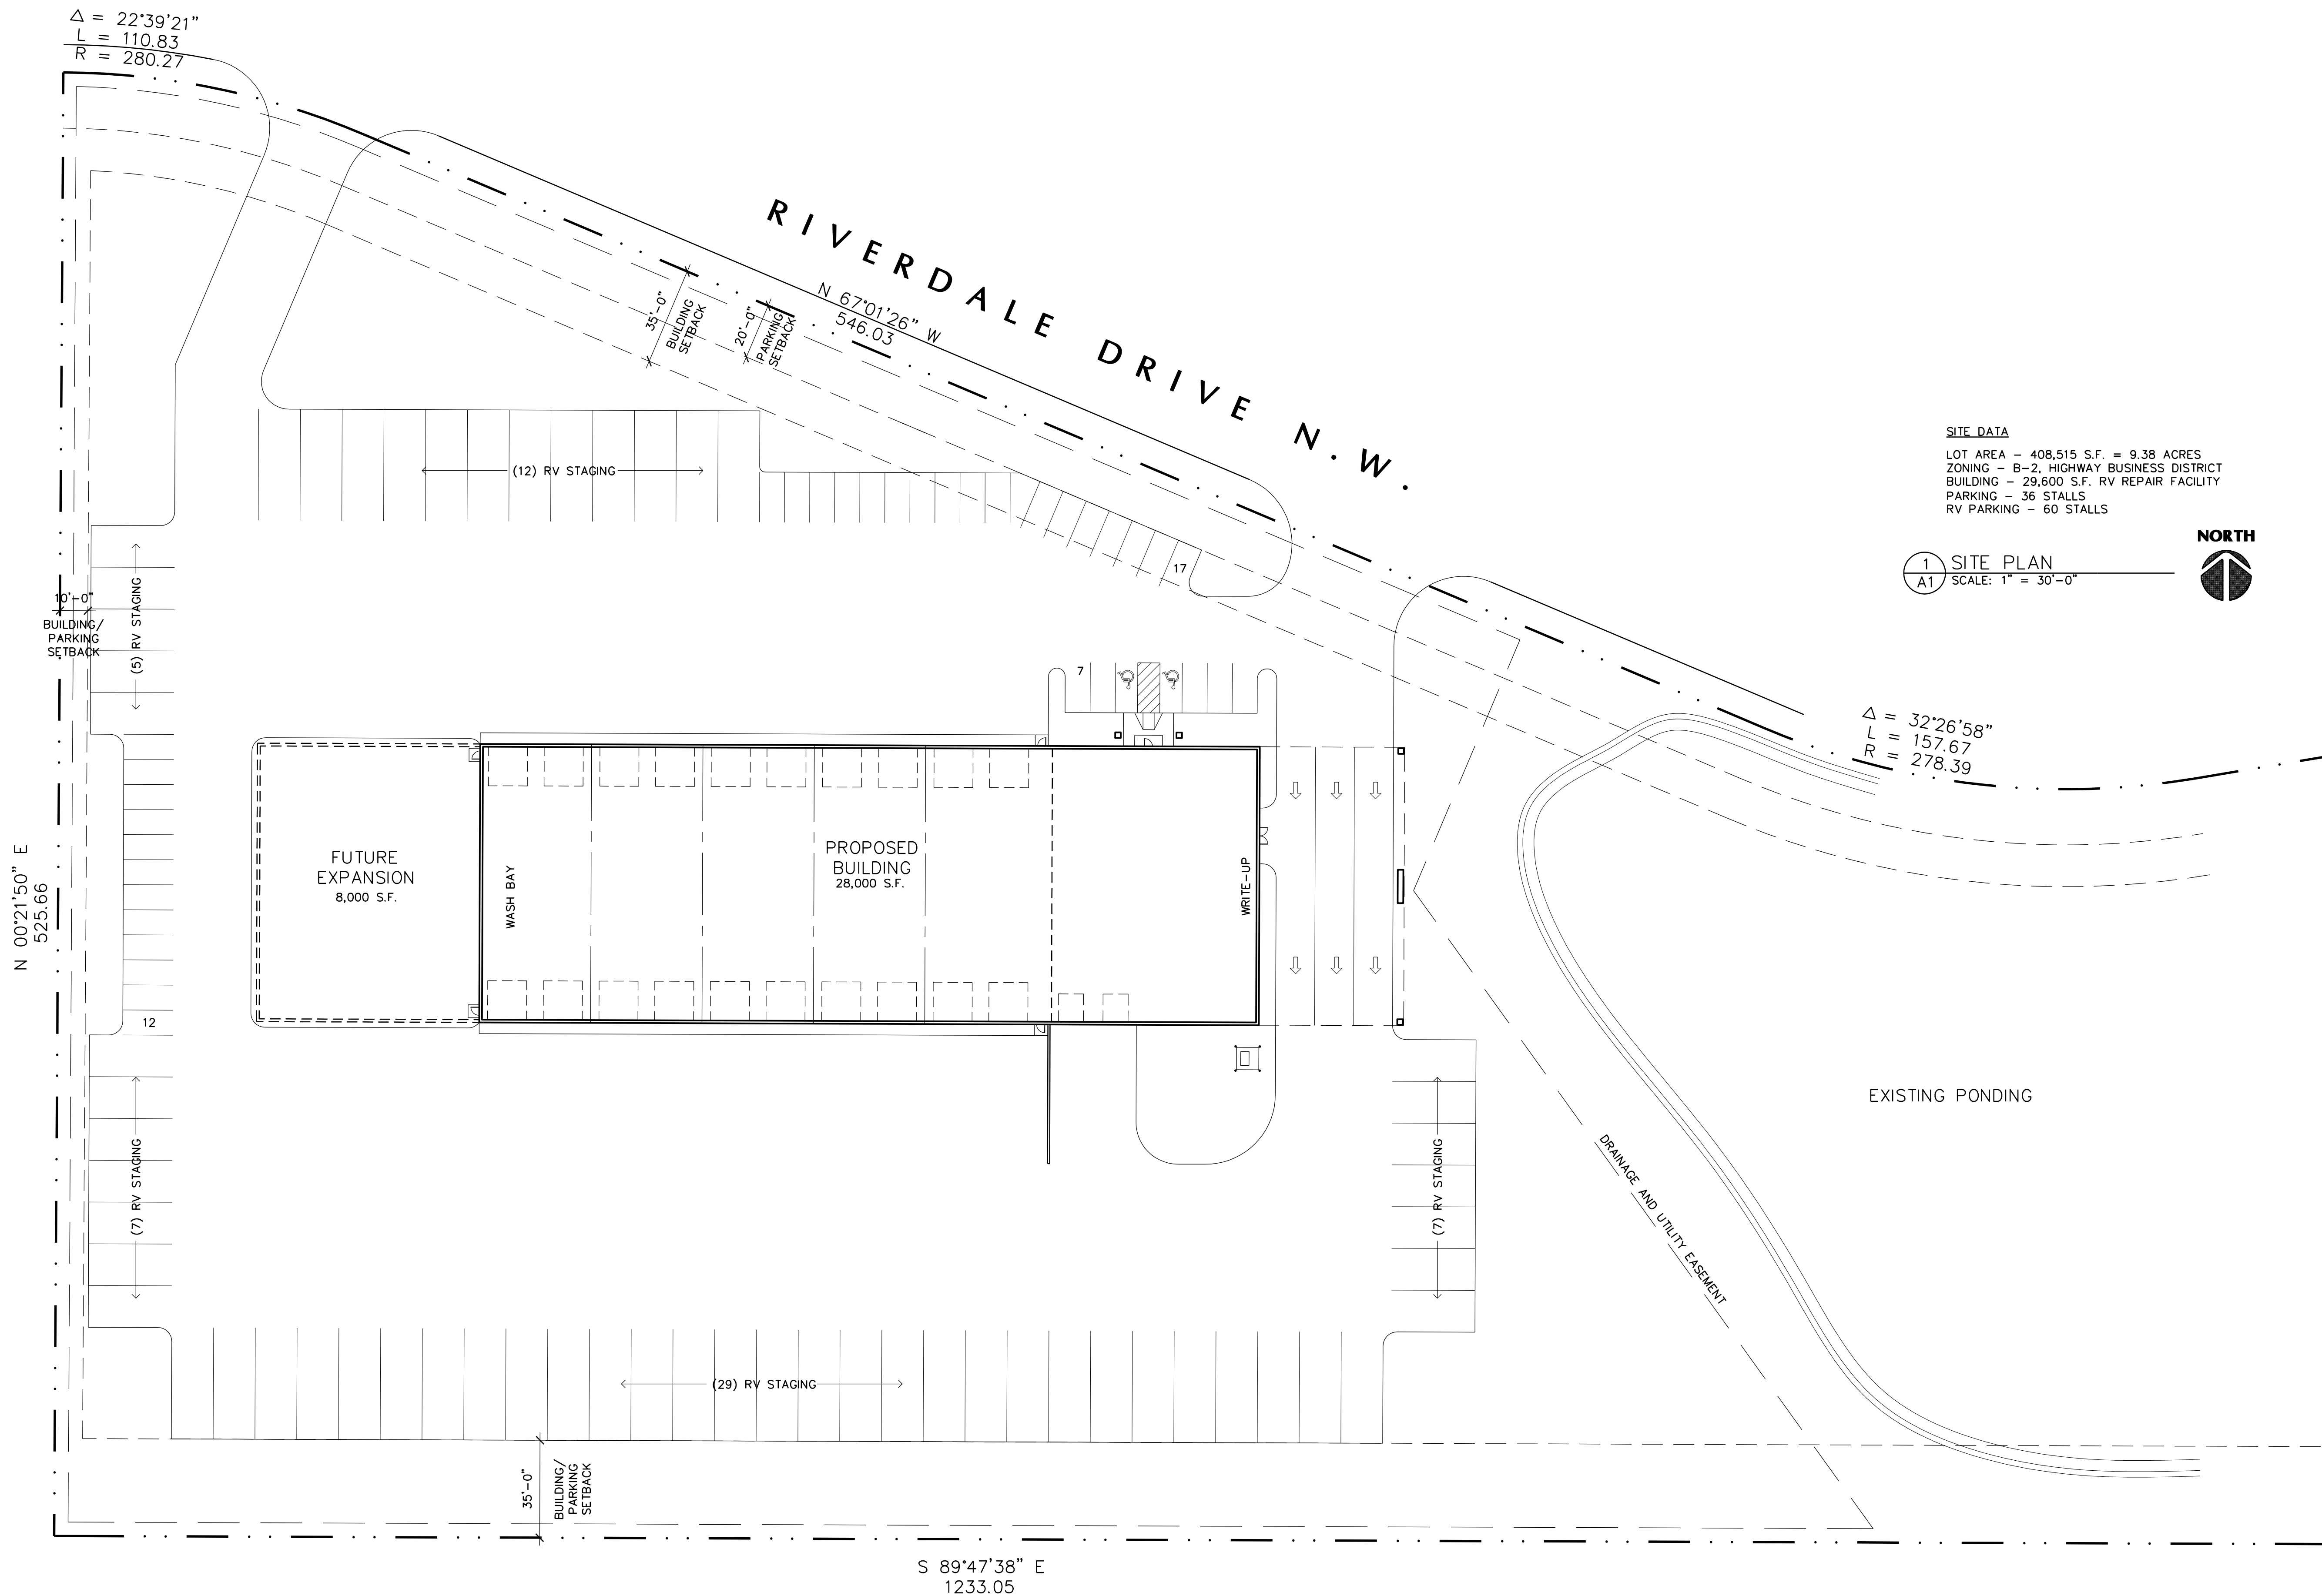 △ = 22°39'21"
L = 110.83
R = 280.27
RIVERDALE DRIVE N.W.
N 67°01'26" W
546.03
35'-0"
BUILDING
SETBACK
20'-0"
PARKING
SETBACK
SITE DATA
LOT AREA - 408,515 S.F. = 9.38 ACRES
ZONING - B-2, HIGHWAY BUSINESS DISTRICT
BUILDING - 29,600 S.F. RV REPAIR FACILITY
PARKING - 36 STALLS
RV PARKING - 60 STALLS
NORTH
1
A1
SITE PLAN
SCALE: 1" = 30'-0"
(12) RV STAGING
17
(5) RV STAGING
10'-0"
BUILDING/
PARKING
SETBACK
7
△ = 32°26'58"
L = 157.67
R = 278.39
N 00°21'50" E
525.66
FUTURE
EXPANSION
8,000 S.F.
WASH BAY
PROPOSED
BUILDING
28,000 S.F.
WRITE-UP
12
(7) RV STAGING
(7) RV STAGING
EXISTING PONDING
DRAINAGE AND UTILITY EASEMENT
(29) RV STAGING
35'-0"
BUILDING/
PARKING
SETBACK
S 89°47'38" E
1233.05